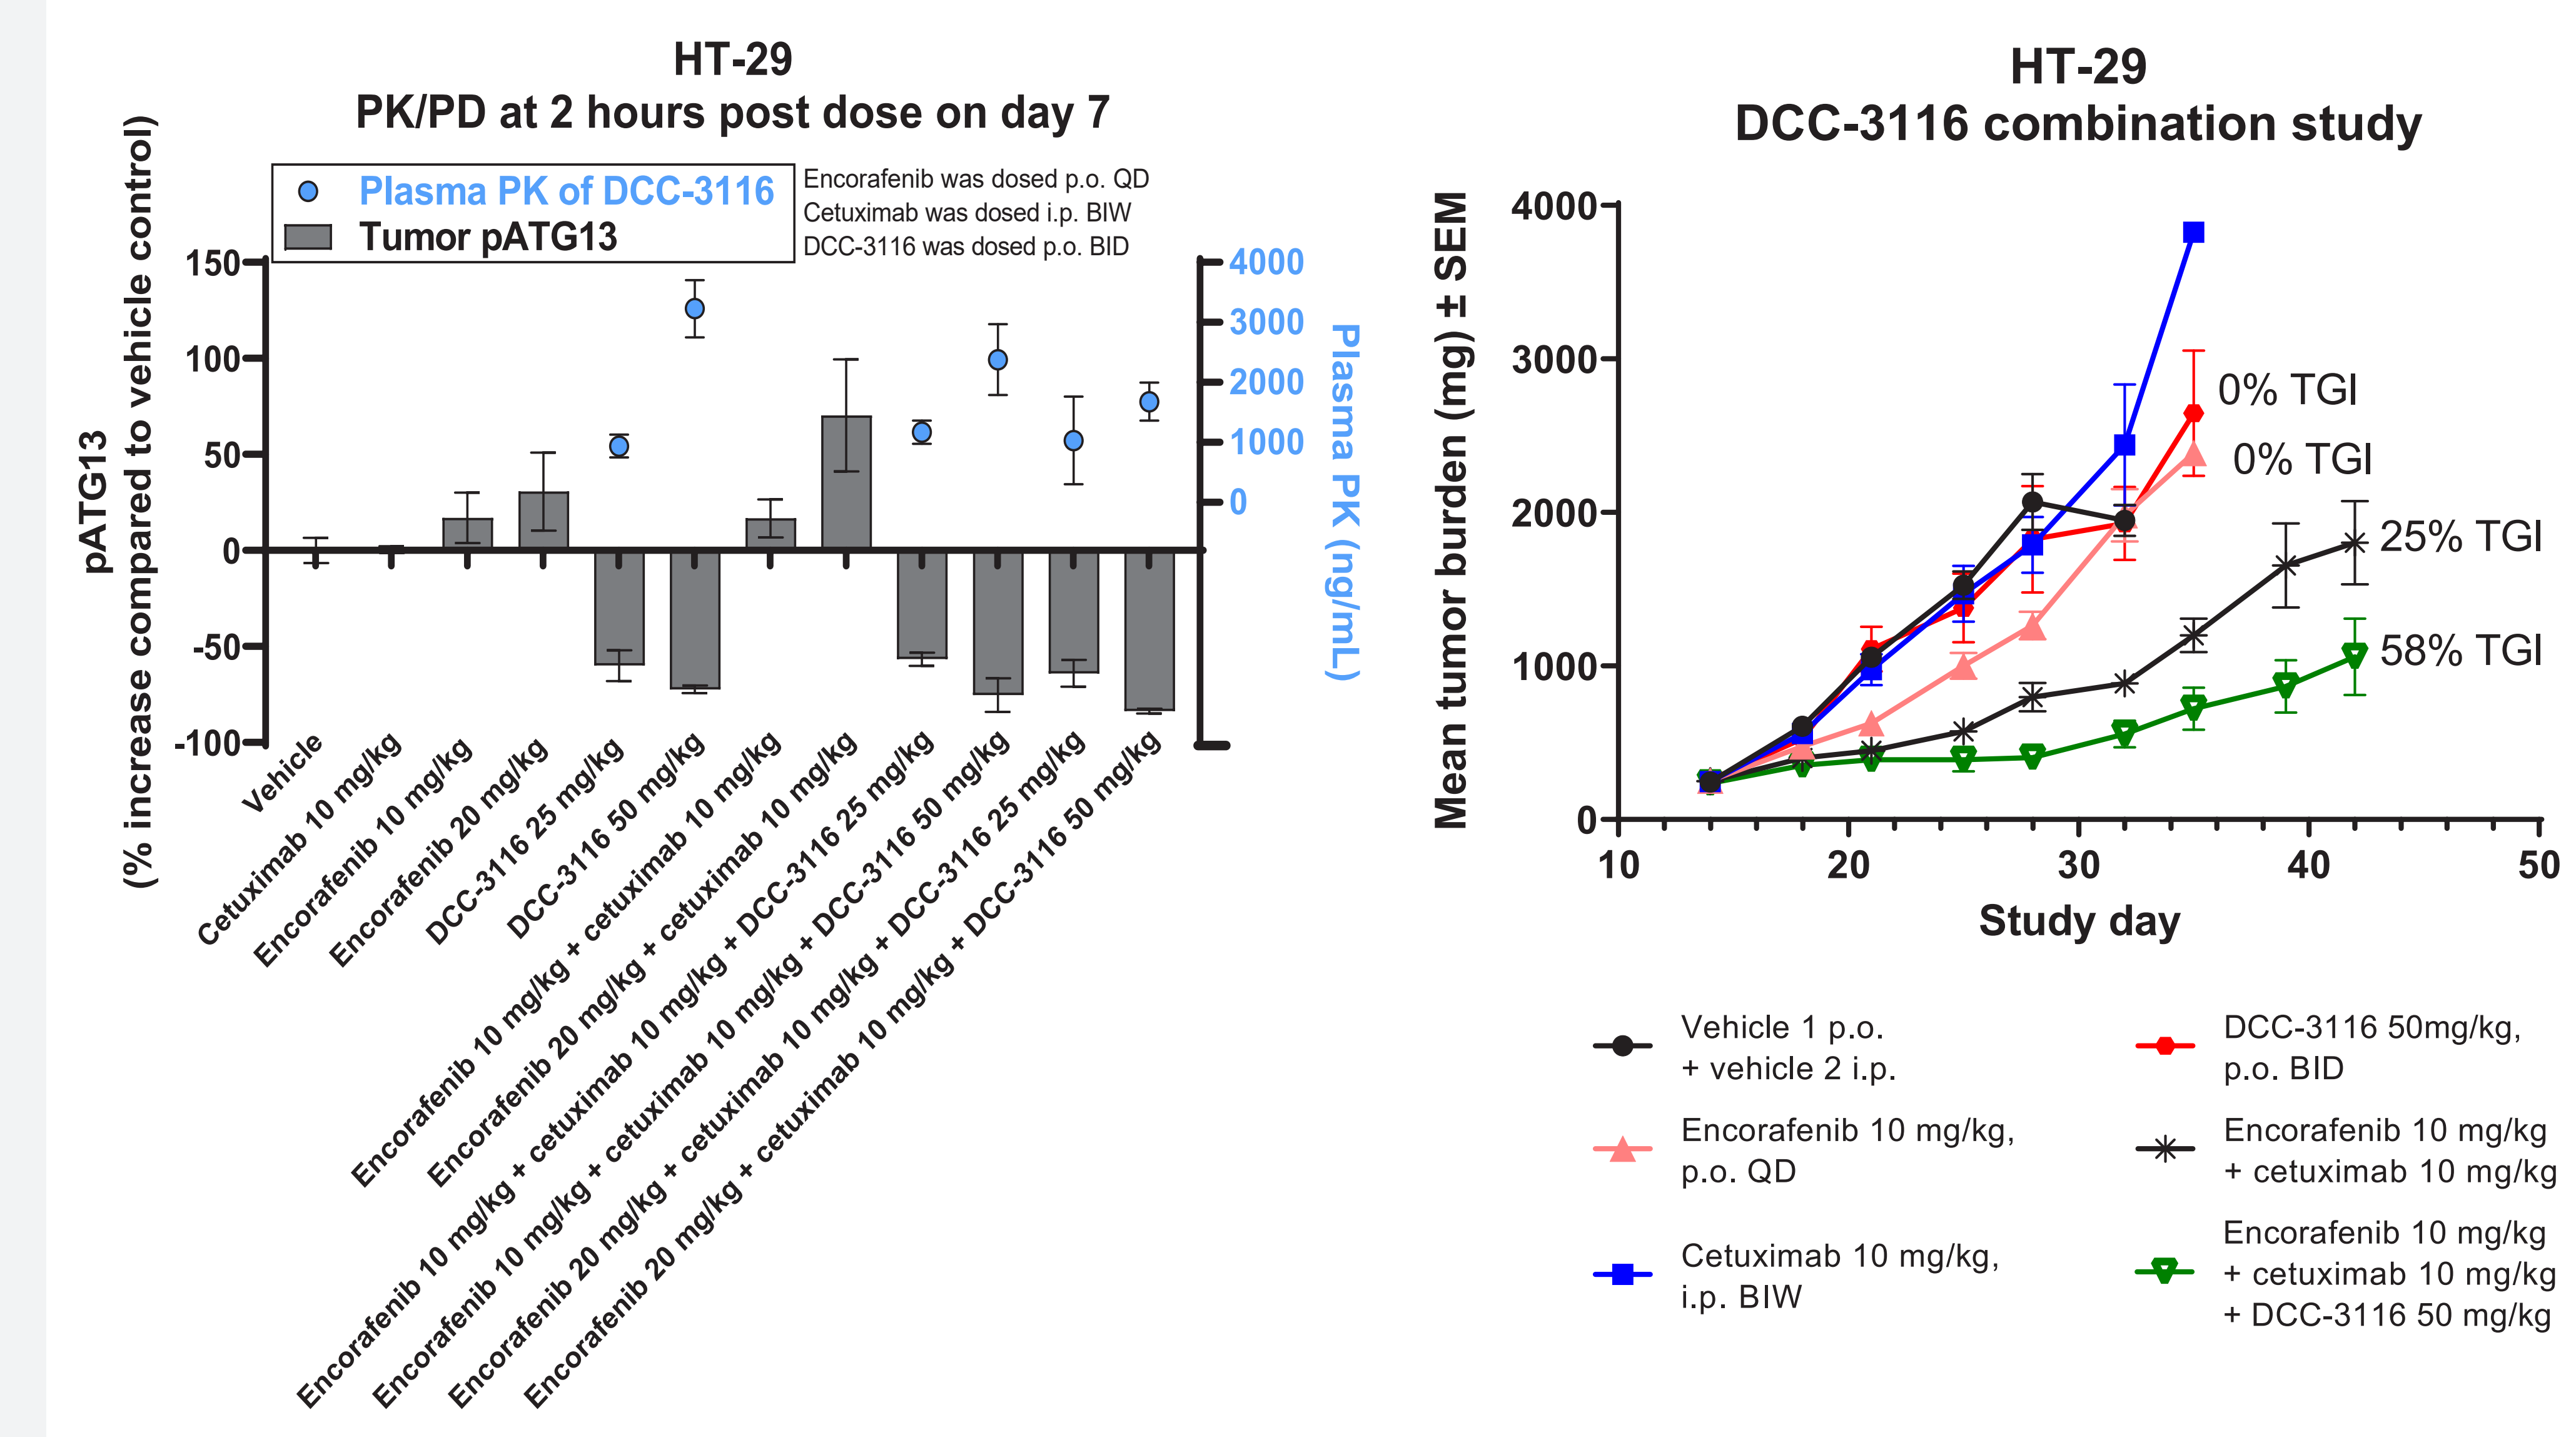 HT-29
PK/PD at 2 hours post dose on day 7
Plasma PK of DCC-3116
Tumor pATG13
Encorafenib was dosed p.o. QD
Cetuximab was dosed i.p. BIW
DCC-3116 was dosed p.o. BID
pATG13
(% increase compared to vehicle control)
150
100
50
0
-50
-100
4000
3000
2000
1000
0
Plasma PK (ng/mL)
Vehicle
Cetuximab 10 mg/kg
Encorafenib 10 mg/kg
Encorafenib 20 mg/kg
DCC-3116 25 mg/kg
DCC-3116 50 mg/kg
Encorafenib 10 mg/kg + cetuximab 10 mg/kg
Encorafenib 20 mg/kg + cetuximab 10 mg/kg
Encorafenib 10 mg/kg + cetuximab 10 mg/kg + DCC-3116 25 mg/kg
Encorafenib 10 mg/kg + cetuximab 10 mg/kg + DCC-3116 50 mg/kg
Encorafenib 20 mg/kg + cetuximab 10 mg/kg + DCC-3116 25 mg/kg
Encorafenib 20 mg/kg + cetuximab 10 mg/kg + DCC-3116 50 mg/kg
HT-29
DCC-3116 combination study
Mean tumor burden (mg) ± SEM
4000
3000
2000
1000
0
0% TGI
0% TGI
25% TGI
58% TGI
10
20
30
40
50
Study day
Vehicle 1 p.o.
+ vehicle 2 i.p.
Encorafenib 10 mg/kg,
p.o. QD
Cetuximab 10 mg/kg,
i.p. BIW
DCC-3116 50mg/kg,
p.o. BID
Encorafenib 10 mg/kg
+ cetuximab 10 mg/kg
Encorafenib 10 mg/kg
+ cetuximab 10 mg/kg
+ DCC-3116 50 mg/kg